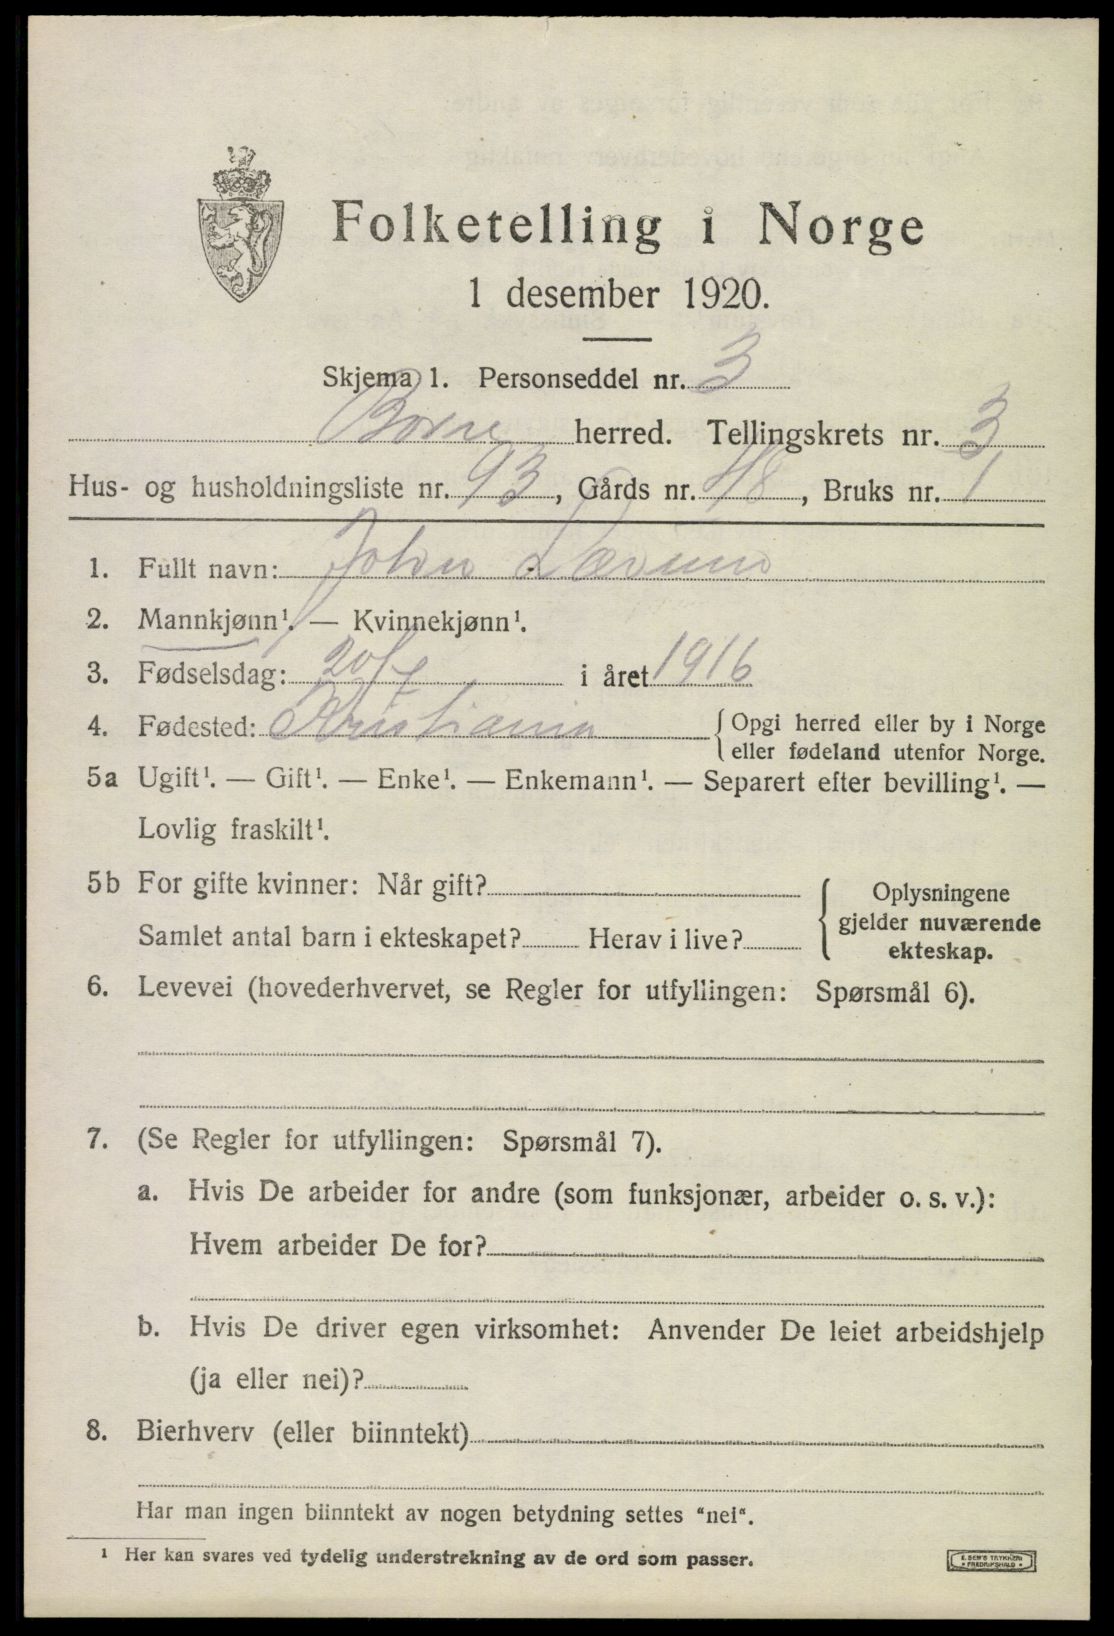 Folketelling i Norge
1 desember 1920.
Skjema 1. Personseddel nr. 3
Borre herred. Tellingskrets nr. 3
Hus- og husholdningsliste nr. 93, Gårds nr. 48, Bruks nr. 1
1. Fullt navn: John
2. Mannkjønn¹. — Kvinnekjønn¹.
3. Fødselsdag: 20/7 i året 1916
4. Fødested: Kristiania { Opgi herred eller by i Norge
eller fødeland utenfor Norge.
5a Ugift¹. — Gift¹. — Enke¹. — Enkemann¹. — Separert efter bevilling¹. —
Lovlig fraskilt¹.
5b For gifte kvinner: Når gift?
Samlet antal barn i ekteskapet? Herav i live?
{ Oplysningene
gjelder nuværende
ekteskap.
6. Levevei (hovederhvervet, se Regler for utfyllingen: Spørsmål 6).
7. (Se Regler for utfyllingen: Spørsmål 7).
a. Hvis De arbeider for andre (som funksjonær, arbeider o. s. v.):
Hvem arbeider De for?
b. Hvis De driver egen virksomhet: Anvender De leiet arbeidshjelp
(ja eller nei)?
8. Bierhverv (eller biinntekt)
Har man ingen biinntekt av nogen betydning settes "nei".
¹ Her kan svares ved tydelig understrekning av de ord som passer.
E. SEM'S TRYKKERI
• FREDRIKSHALD •